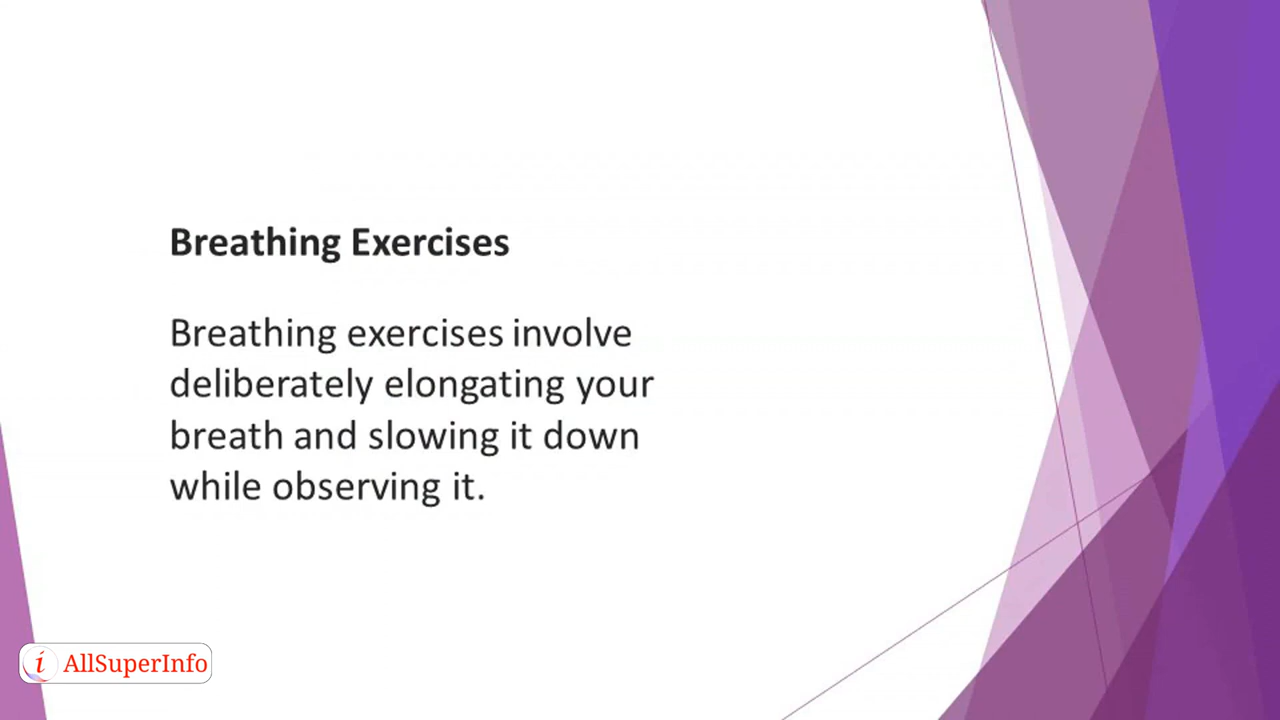 Breathing Exercises
Breathing exercises involve
deliberately elongating your
breath and slowing it down
while observing it.
i AllSuperInfo